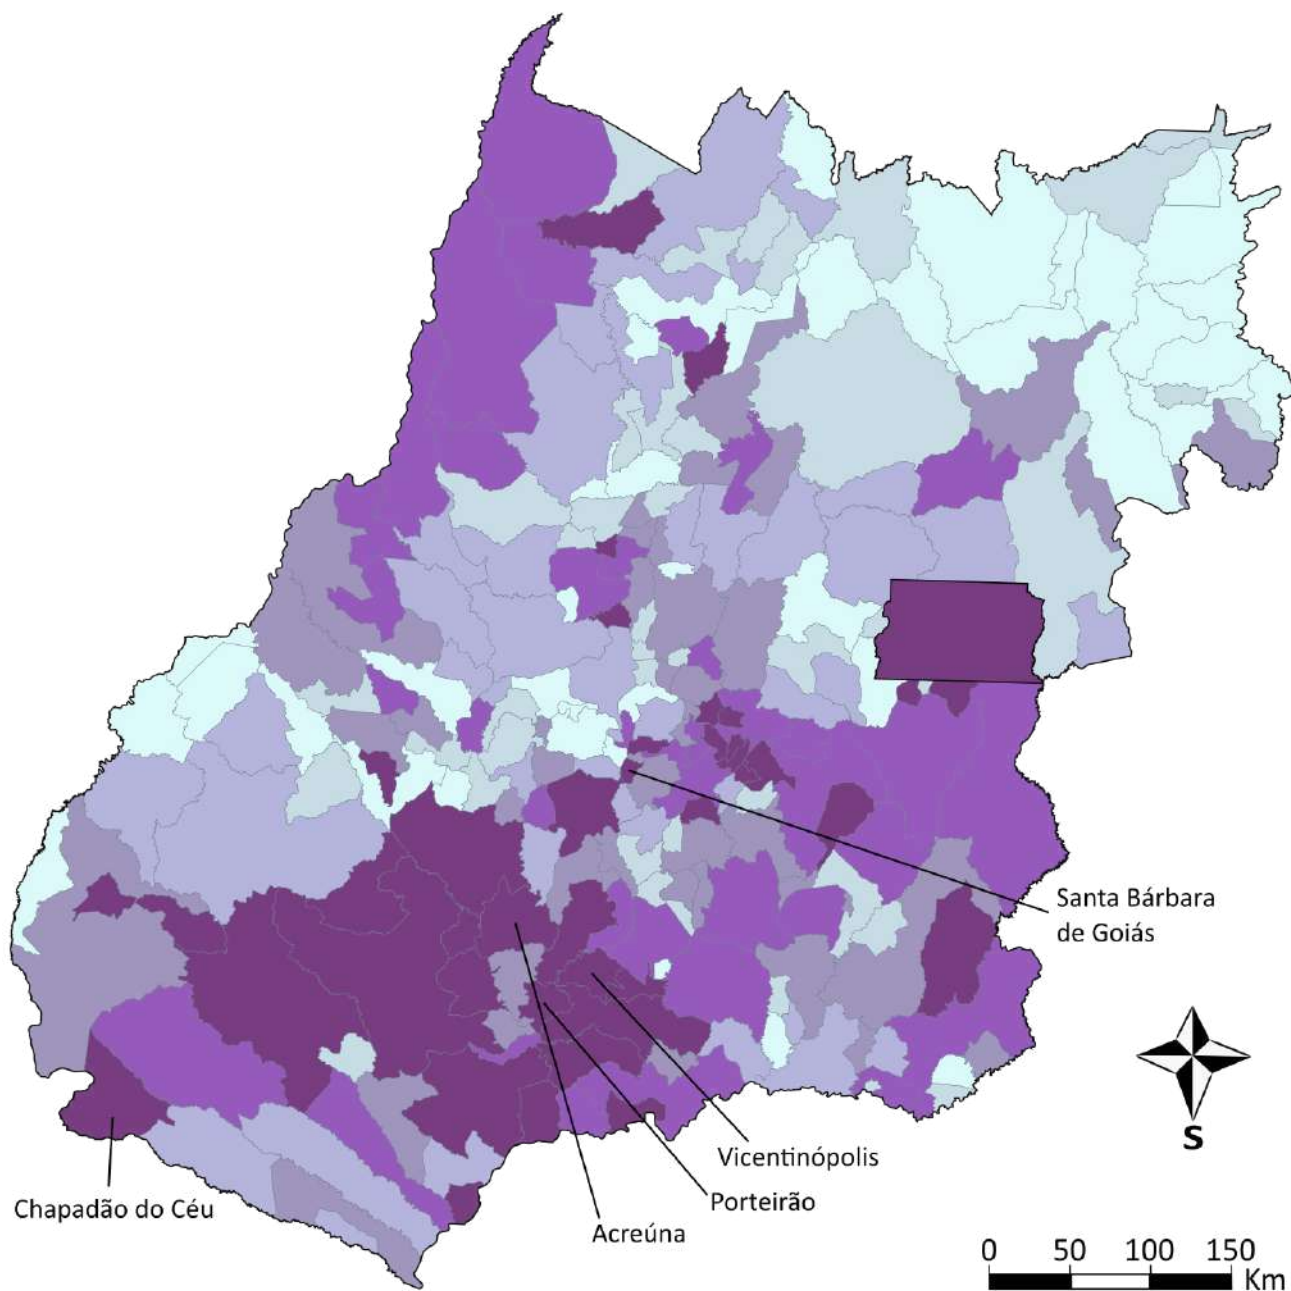 Santa Bárbara
de Goiás
S
Vicentinópolis
Chapadão do Céu
Porteirão
Acreúna
0 50 100 150
Km